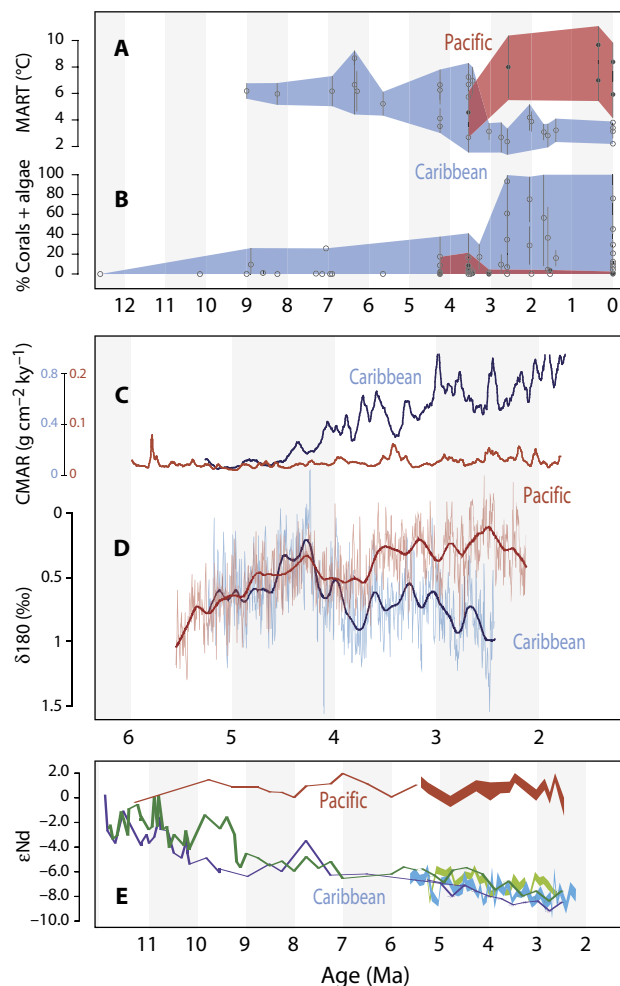 A
Pacific
MART (°C)
10
8
6
4
2
B
Caribbean
% Corals + algae
100
80
60
40
20
0
12 11 10 9 8 7 6 5 4 3 2 1 0
C
Caribbean
CMAR (g cm⁻² ky⁻¹)
0.8 0.2
0.4 0.1
0 0
D
Pacific
Caribbean
δ180 (‰)
0
0.5
1
1.5
6 5 4 3 2
E
Pacific
Caribbean
εNd
2.0
0
−2.0
−4.0
−6.0
−8.0
−10.0
11 10 9 8 7 6 5 4 3 2
Age (Ma)